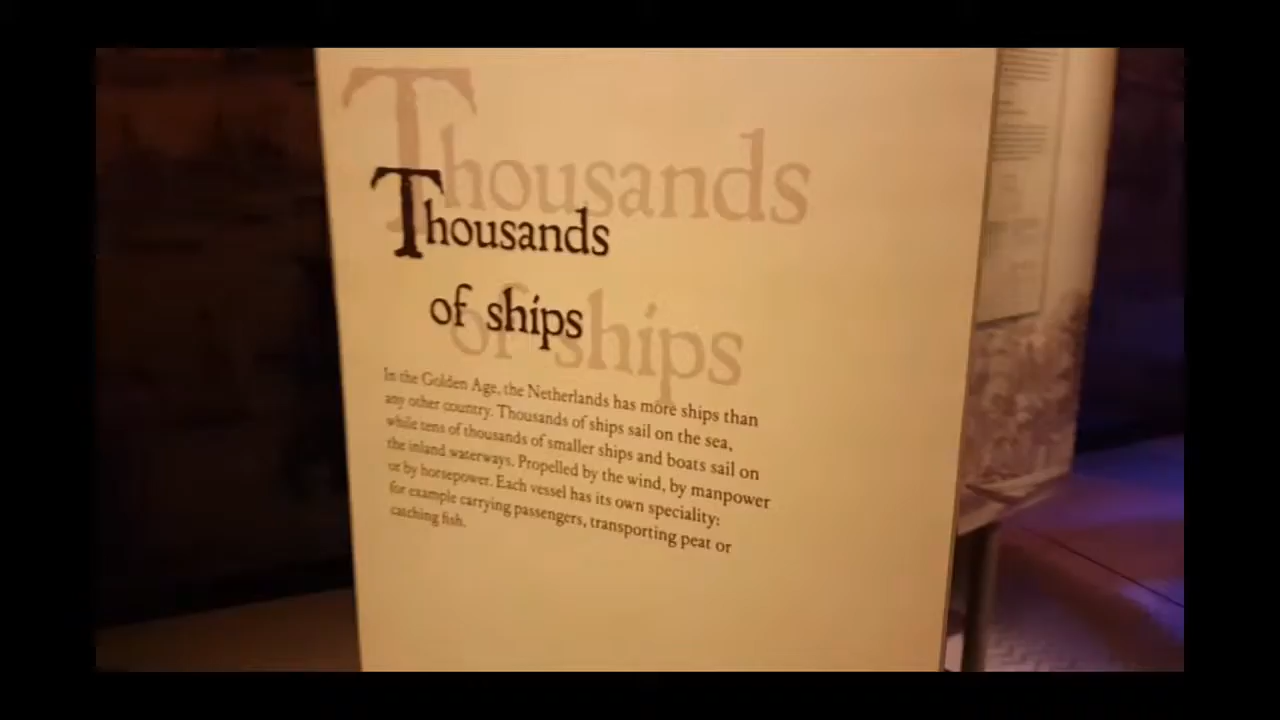 Thousands
of ships
Thousands
of ships
In the Golden Age, the Netherlands has more ships than
any other country. Thousands of ships sail on the sea,
while tens of thousands of smaller ships and boats sail on
the inland waterways. Propelled by the wind, by manpower
or by horsepower. Each vessel has its own speciality:
for example carrying passengers, transporting peat or
catching fish.